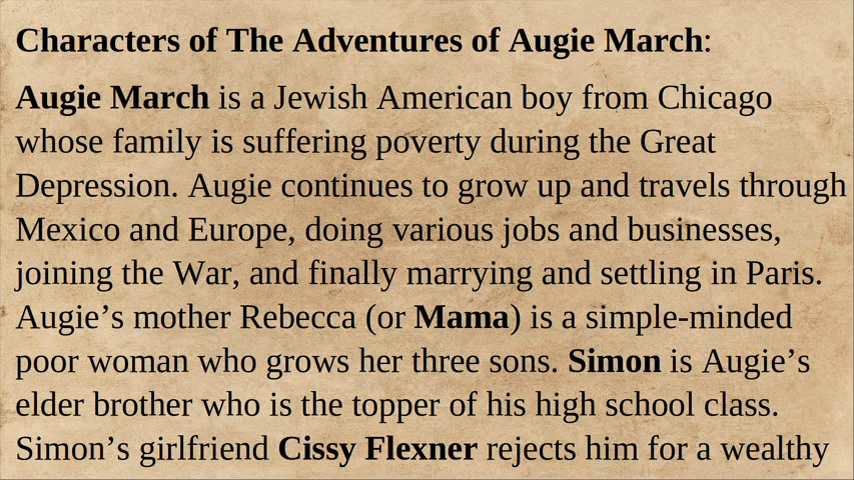 Characters of The Adventures of Augie March:
Augie March is a Jewish American boy from Chicago
whose family is suffering poverty during the Great
Depression. Augie continues to grow up and travels through
Mexico and Europe, doing various jobs and businesses,
joining the War, and finally marrying and settling in Paris.
Augie’s mother Rebecca (or Mama) is a simple-minded
poor woman who grows her three sons. Simon is Augie’s
elder brother who is the topper of his high school class.
Simon’s girlfriend Cissy Flexner rejects him for a wealthy